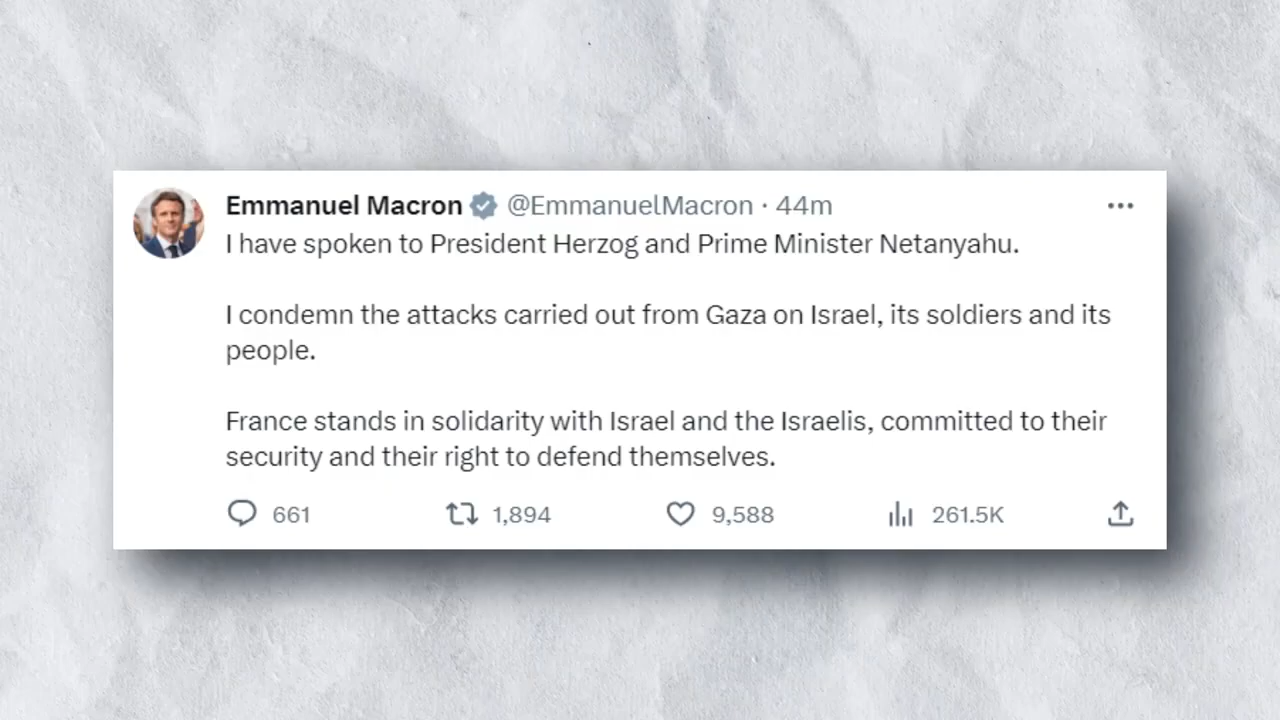 Emmanuel Macron @EmmanuelMacron · 44m
I have spoken to President Herzog and Prime Minister Netanyahu.
I condemn the attacks carried out from Gaza on Israel, its soldiers and its
people.
France stands in solidarity with Israel and the Israelis, committed to their
security and their right to defend themselves.
661 1,894 9,588 261.5K